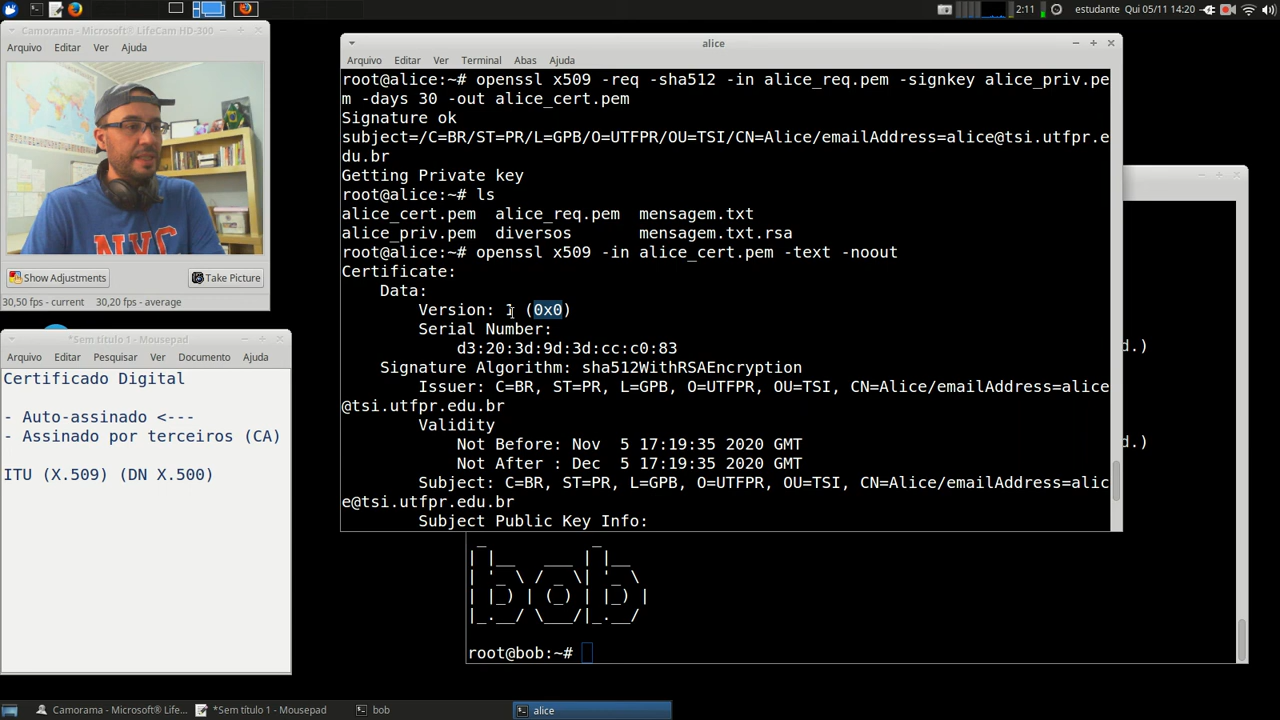 2:11
estudante Qui 05/11 14:20
Camorama - Microsoft® LifeCam HD-300
Arquivo Editar Ver Ajuda
Show Adjustments Take Picture
30,50 fps - current 30,20 fps - average
*Sem título 1 - Mousepad
Arquivo Editar Pesquisar Ver Documento Ajuda
Certificado Digital
- Auto-assinado <---
- Assinado por terceiros (CA)
ITU (X.509) (DN X.500)
alice
Arquivo Editar Ver Terminal Abas Ajuda
root@alice:~# openssl x509 -req -sha512 -in alice_req.pem -signkey alice_priv.pe
m -days 30 -out alice_cert.pem
Signature ok
subject=/C=BR/ST=PR/L=GPB/O=UTFPR/OU=TSI/CN=Alice/emailAddress=alice@tsi.utfpr.e
du.br
Getting Private key
root@alice:~# ls
alice_cert.pem alice_req.pem mensagem.txt
alice_priv.pem diversos mensagem.txt.rsa
root@alice:~# openssl x509 -in alice_cert.pem -text -noout
Certificate:
Data:
Version: 1 (0x0)
Serial Number:
d3:20:3d:9d:3d:cc:c0:83
Signature Algorithm: sha512WithRSAEncryption
Issuer: C=BR, ST=PR, L=GPB, O=UTFPR, OU=TSI, CN=Alice/emailAddress=alice
@tsi.utfpr.edu.br
Validity
Not Before: Nov 5 17:19:35 2020 GMT
Not After : Dec 5 17:19:35 2020 GMT
Subject: C=BR, ST=PR, L=GPB, O=UTFPR, OU=TSI, CN=Alice/emailAddress=alic
e@tsi.utfpr.edu.br
Subject Public Key Info:
d.)
d.)
bob
root@bob:~#
NYC
Camorama - Microsoft® LifeC... *Sem título 1 - Mousepad bob alice